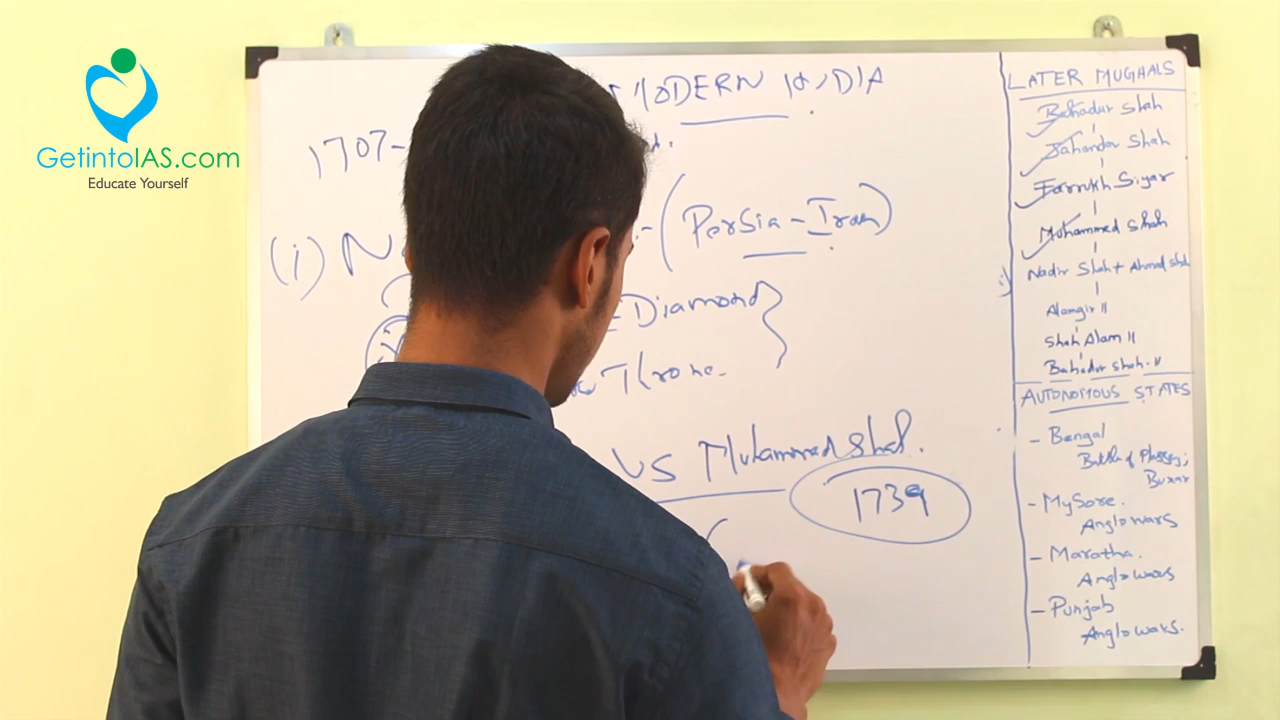 GetintoIAS.com
Educate Yourself
MODERN INDIA
1707-
(i) N
-(Persia-Iran)
Diamond
Throne.
VS Muhammed Shah.
1739
LATER MUGHALS
Bahadur Shah
Jahandar Shah
Farrukh Siyar
Muhammed Shah
i) Nadir Shah + Ahmad Shah
Alamgir II
Shah Alam II
Bahadur Shah-II
AUTONOMOUS STATES
- Bengal
Battle of Plassey;
Buxar
- Mysore.
Anglo wars
- Maratha.
Anglo wars
- Punjab
Anglo wars.